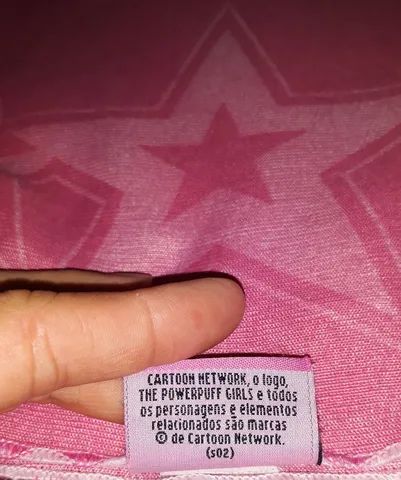 CARTOON NETWORK, o logo,
THE POWERPUFF GIRLS e todos
os personagens e elementos
relacionados são marcas
© de Cartoon Network.
(s02)